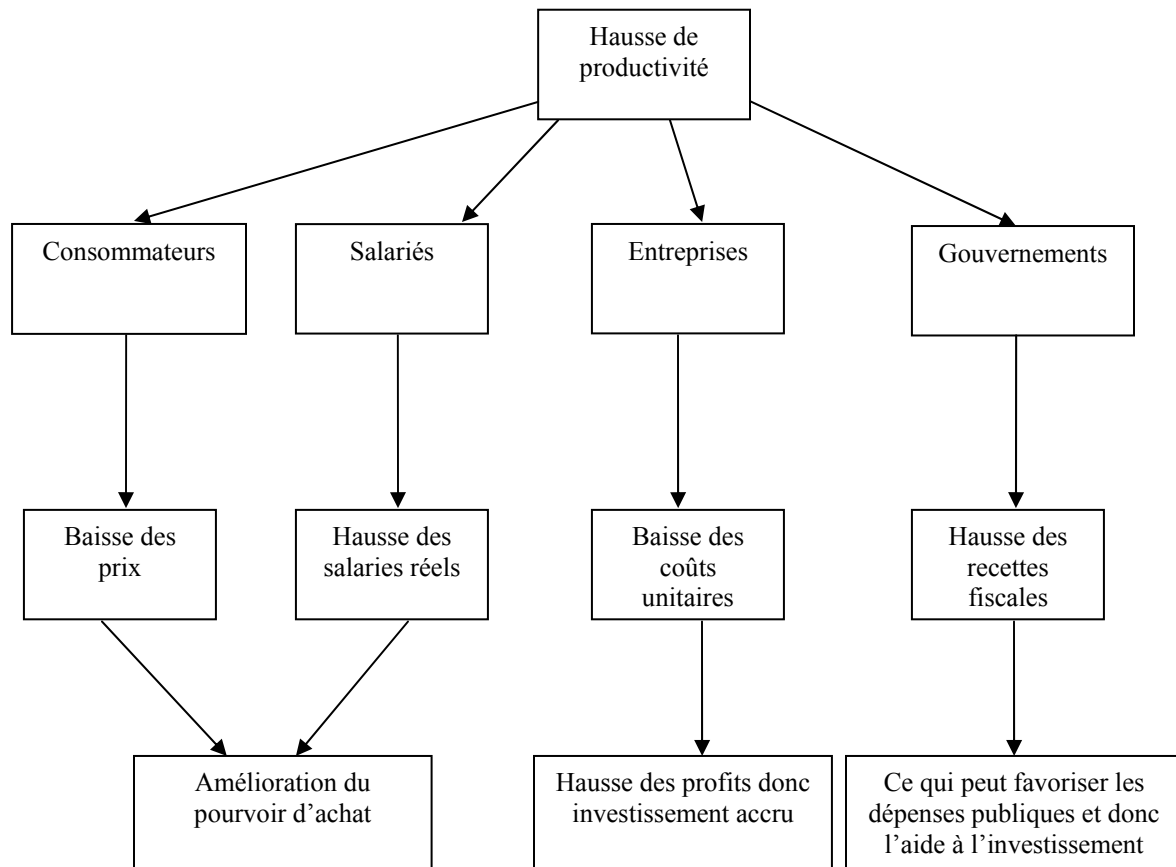 Hausse de
productivité
Consommateurs
Salariés
Entreprises
Gouvernements
Baisse des
prix
Hausse des
salaries réels
Baisse des
coûts
unitaires
Hausse des
recettes
fiscales
Amélioration du
pourvoir d'achat
Hausse des profits donc
investissement accru
Ce qui peut favoriser les
dépenses publiques et donc
l'aide à l'investissement